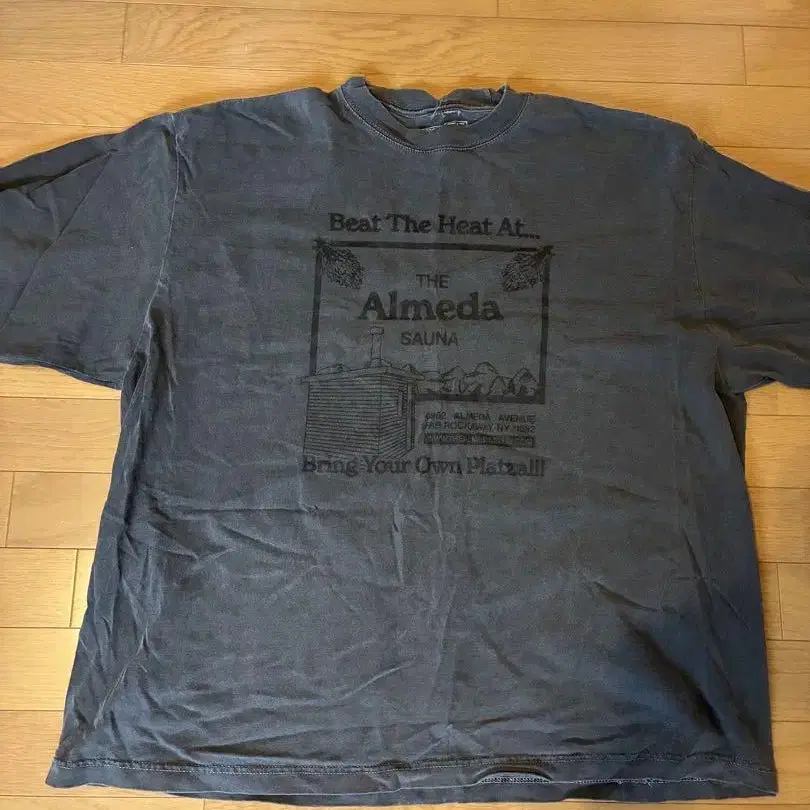 Beat The Heat At...
THE
Almeda
SAUNA
ALMEDA AVENUE
FAR ROCKAWAY, NY
Bring Your Own Platza!!!